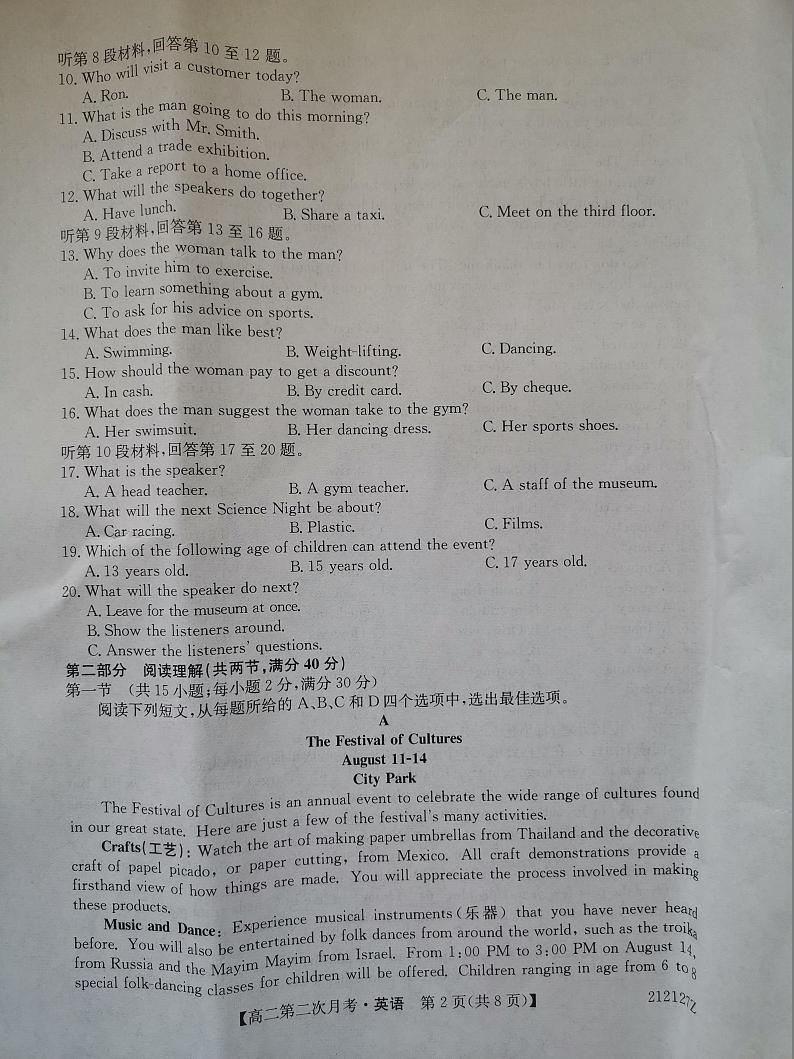 听第 8 段材料,回答第 10 至 12 题。
10. Who will visit a customer today?
A. Ron. B. The woman. C. The man.
11. What is the man going to do this morning?
A. Discuss with Mr. Smith.
B. Attend a trade exhibition.
C. Take a report to a home office.
12. What will the speakers do together?
A. Have lunch. B. Share a taxi. C. Meet on the third floor.
听第 9 段材料,回答第 13 至 16 题。
13. Why does the woman talk to the man?
A. To invite him to exercise.
B. To learn something about a gym.
C. To ask for his advice on sports.
14. What does the man like best?
A. Swimming. B. Weight-lifting. C. Dancing.
15. How should the woman pay to get a discount?
A. In cash. B. By credit card. C. By cheque.
16. What does the man suggest the woman take to the gym?
A. Her swimsuit. B. Her dancing dress. C. Her sports shoes.
听第 10 段材料,回答第 17 至 20 题。
17. What is the speaker?
A. A head teacher. B. A gym teacher. C. A staff of the museum.
18. What will the next Science Night be about?
A. Car racing. B. Plastic. C. Films.
19. Which of the following age of children can attend the event?
A. 13 years old. B. 15 years old. C. 17 years old.
20. What will the speaker do next?
A. Leave for the museum at once.
B. Show the listeners around.
C. Answer the listeners' questions.
第二部分 阅读理解(共两节,满分 40 分)
第一节 (共 15 小题;每小题 2 分,满分 30 分)
阅读下列短文,从每题所给的 A、B、C 和 D 四个选项中,选出最佳选项。
A
The Festival of Cultures
August 11-14
City Park
The Festival of Cultures is an annual event to celebrate the wide range of cultures found
in our great state. Here are just a few of the festival's many activities.
Crafts(工艺): Watch the art of making paper umbrellas from Thailand and the decorative
craft of papel picado, or paper cutting, from Mexico. All craft demonstrations provide a
firsthand view of how things are made. You will appreciate the process involved in making
these products.
Music and Dance: Experience musical instruments(乐器) that you have never heard
before. You will also be entertained by folk dances from around the world, such as the troika
from Russia and the Mayim Mayim from Israel. From 1:00 PM to 3:00 PM on August 14,
special folk-dancing classes for children will be offered. Children ranging in age from 6 to 8
【高二第二次月考·英语 第 2 页(共 8 页)】 212127Z